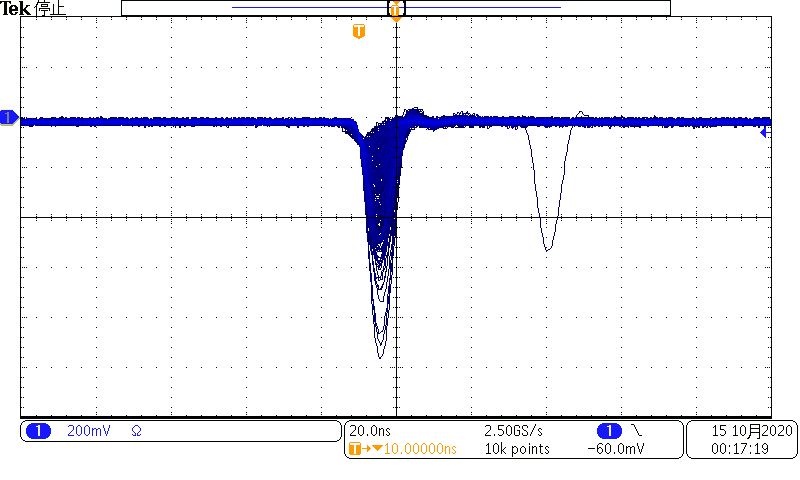 Tek 停止
T
T
1
1 200mV Ω
20.0ns 2.50GS/s 1
T→▼10.00000ns 10k points −60.0mV
15 10月2020
00:17:19